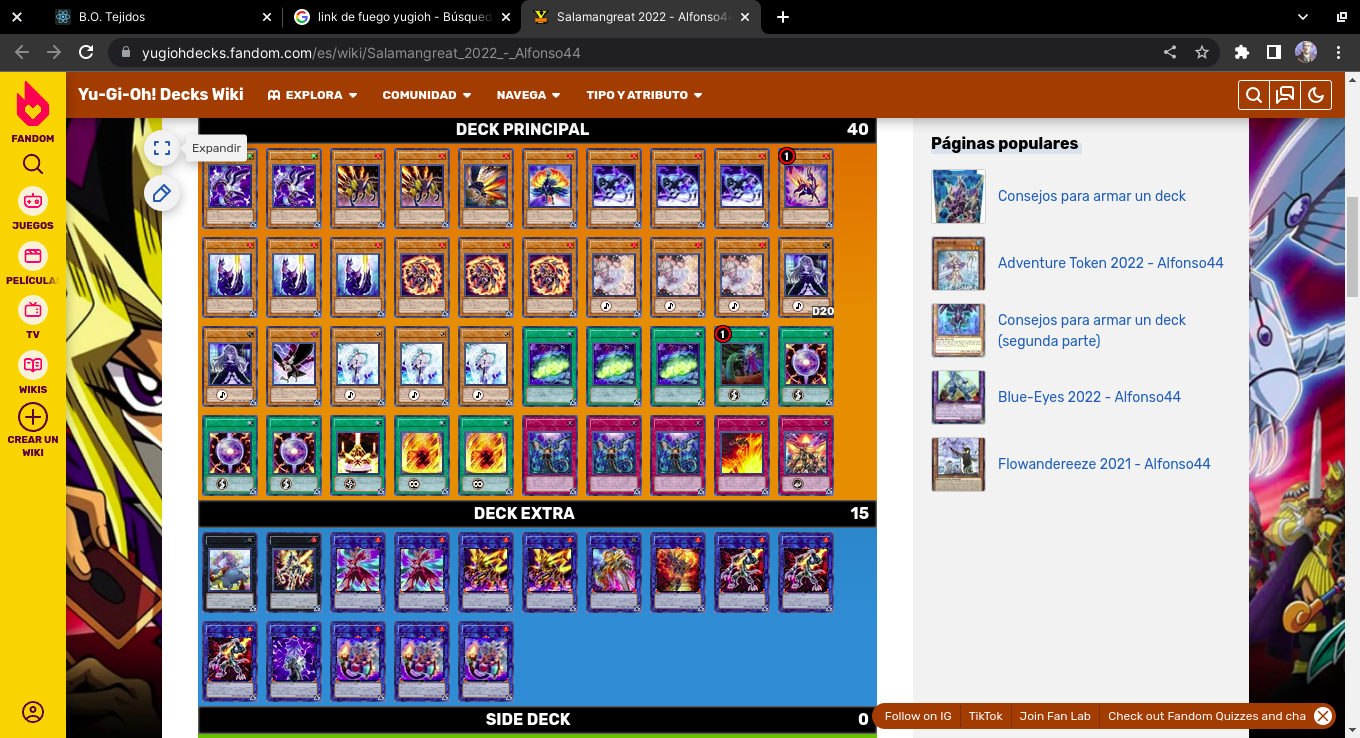 B.O. Tejidos
link de fuego yugioh - Búsqued
Salamangreat 2022 - Alfonso4
yugiohdecks.fandom.com/es/wiki/Salamangreat_2022_-_Alfonso44
Yu-Gi-Oh! Decks Wiki
EXPLORA
COMUNIDAD
NAVEGA
TIPO Y ATRIBUTO
FANDOM
JUEGOS
PELÍCULAS
TV
WIKIS
CREAR UN
WIKI
Expandir
DECK PRINCIPAL 40
1
D20
1
DECK EXTRA 15
SIDE DECK 0
Páginas populares
Consejos para armar un deck
Adventure Token 2022 - Alfonso44
Consejos para armar un deck
(segunda parte)
Blue-Eyes 2022 - Alfonso44
Flowandereeze 2021 - Alfonso44
Follow on IG
TikTok
Join Fan Lab
Check out Fandom Quizzes and cha